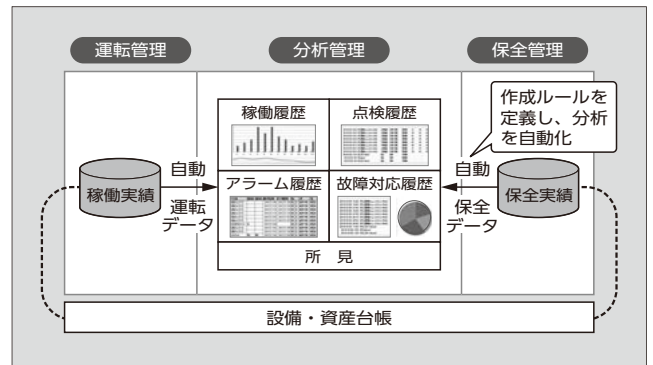 運転管理
分析管理
保全管理
作成ルールを
定義し、分析
を自動化
稼働履歴
点検履歴
稼働実績
自動
運転
データ
アラーム履歴
故障対応履歴
自動
保全
データ
保全実績
所 見
設備・資産台帳